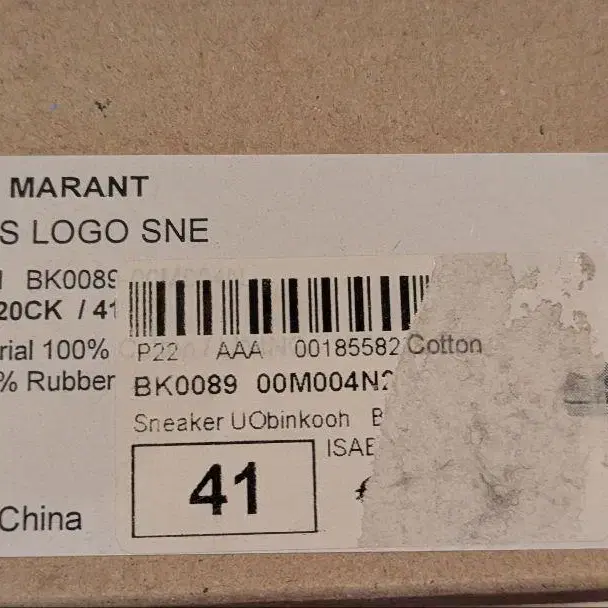 MARANT
S LOGO SNE
BK0089
20CK / 41
rial 100% Cotton
P22 AAA 00185582
% Rubber
BK0089 00M004N2
Sneaker UObinkooh B
ISAB
41
China